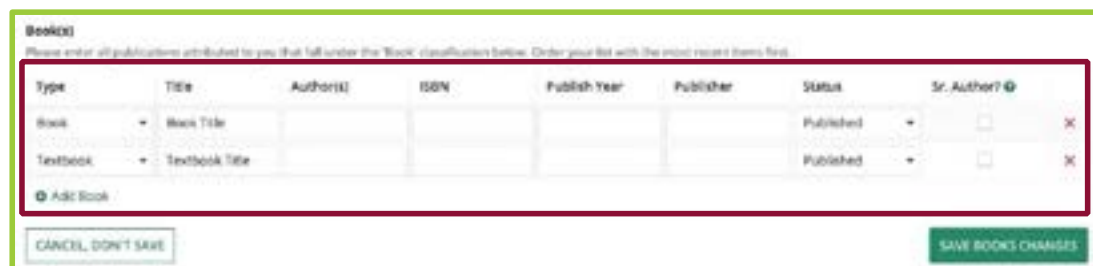 Book(s)
Please enter all publications attributed to you that fall under the 'Book' classification below. Order your list with the most recent items first.
Type Title Author(s) ISBN Publish Year Publisher Status Sr. Author?
Book Book Title Published
Textbook Textbook Title Published
Add Book
CANCEL, DON'T SAVE SAVE BOOKS CHANGES